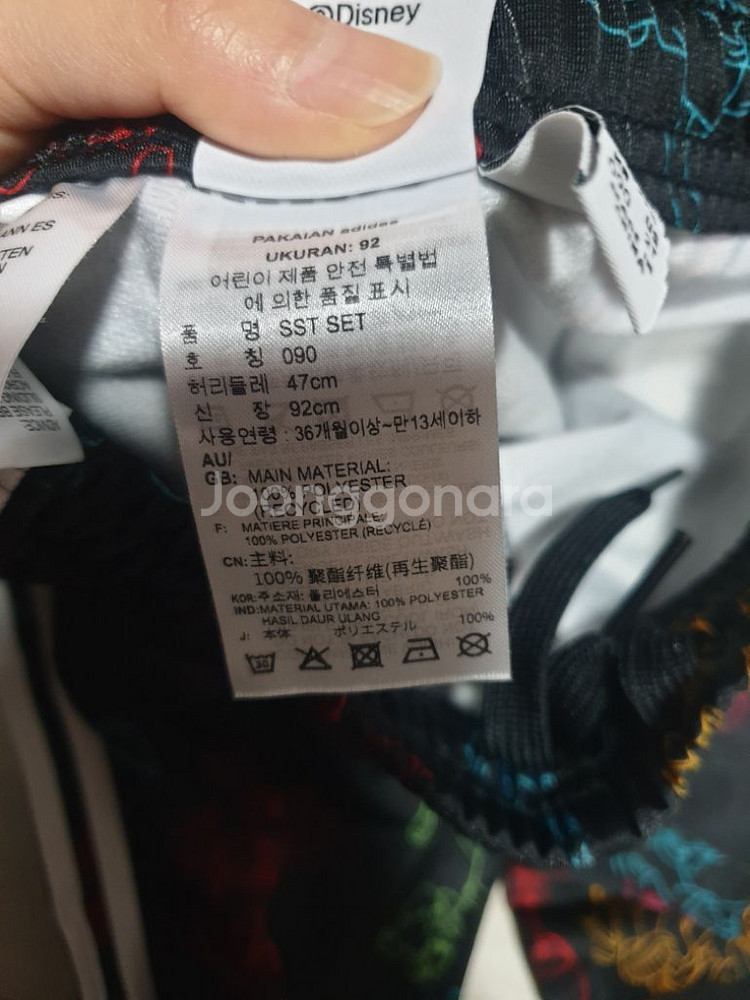 ©Disney
PAKAIAN adidas
UKURAN: 92
어린이 제품 안전 특별법
에 의한 품질 표시
품 명 SST SET
호 칭 090
허리둘레 47cm
신 장 92cm
사용연령 : 36개월이상~만13세이하
AU/
GB: MAIN MATERIAL:
100% POLYESTER
(RECYCLED)
F: MATIERE PRINCIPALE:
100% POLYESTER (RECYCLÉ)
CN: 主料:
100% 聚酯纤维(再生聚酯)
KOR: 주소재: 폴리에스터 100%
IND: MATERIAL UTAMA: 100% POLYESTER
HASIL DAUR ULANG
J: 本体 ポリエステル 100%
30
Joongonara
ANN ES
TEN
PLEASE